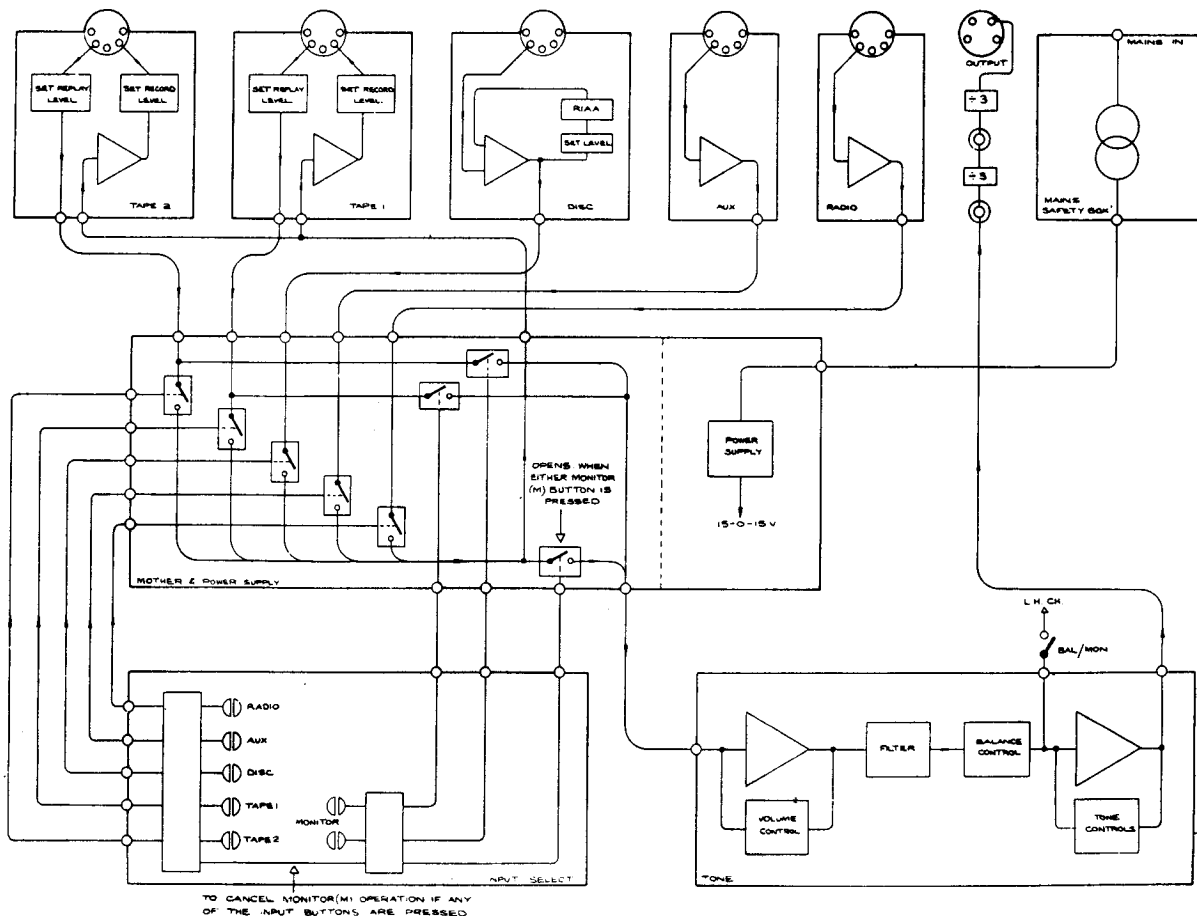 MAINS IN
OUTPUT
SET REPLAY
LEVEL
SET RECORD
LEVEL
SET REPLAY
LEVEL
SET RECORD
LEVEL.
RIAA
SET LEVEL
÷3
÷3
TAPE 2
TAPE 1
DISC
AUX
RADIO
MAINS
SAFETY BOX
OPENS WHEN
EITHER MONITOR
(M) BUTTON IS
PRESSED
POWER
SUPPLY
15-0-15 V
MOTHER & POWER SUPPLY
L.H. CH.
BAL/MON
RADIO
AUX
DISC
TAPE 1
TAPE 2
MONITOR
FILTER
BALANCE
CONTROL
VOLUME
CONTROL
TONE
CONTROLS
INPUT SELECT
TONE
TO CANCEL MONITOR(M) OPERATION IF ANY
OF THE INPUT BUTTONS ARE PRESSED